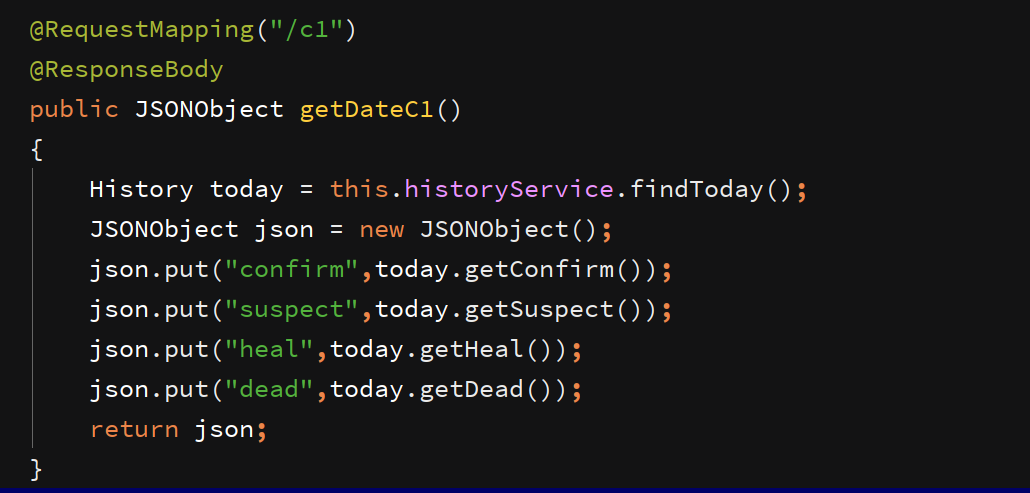 @RequestMapping("/c1")
@ResponseBody
public JSONObject getDateC1()
{
    History today = this.historyService.findToday();
    JSONObject json = new JSONObject();
    json.put("confirm",today.getConfirm());
    json.put("suspect",today.getSuspect());
    json.put("heal",today.getHeal());
    json.put("dead",today.getDead());
    return json;
}